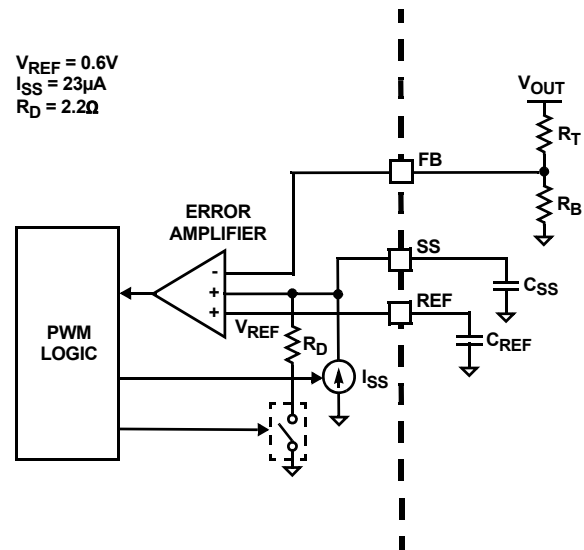 V_REF = 0.6V
I_SS = 23µA
R_D = 2.2Ω
V_OUT
R_T
FB
R_B
ERROR
AMPLIFIER
SS
-
+
+
C_SS
REF
V_REF
R_D
C_REF
PWM
LOGIC
I_SS